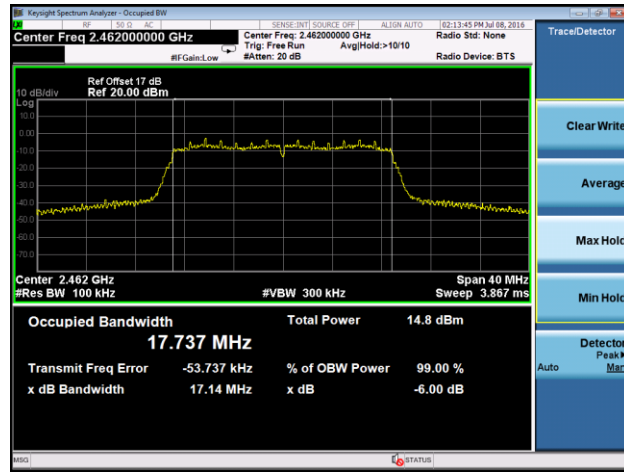 Keysight Spectrum Analyzer - Occupied BW
RF 50 Ω AC SENSE:INT SOURCE OFF ALIGN AUTO 02:13:45 PM Jul 08, 2016
Center Freq 2.462000000 GHz Center Freq: 2.462000000 GHz Radio Std: None Trace/Detector
Trig: Free Run Avg|Hold:>10/10
#IFGain:Low #Atten: 20 dB Radio Device: BTS
Ref Offset 17 dB
10 dB/div Ref 20.00 dBm
Log
10.0
0.00
-10.0
-20.0
-30.0
-40.0
-50.0
-60.0
-70.0
Clear Write
Average
Max Hold
Min Hold
Center 2.462 GHz Span 40 MHz
#Res BW 100 kHz #VBW 300 kHz Sweep 3.867 ms
Occupied Bandwidth Total Power 14.8 dBm
17.737 MHz
Transmit Freq Error -53.737 kHz % of OBW Power 99.00 %
x dB Bandwidth 17.14 MHz x dB -6.00 dB
Detector
Peak
Auto Man
MSG STATUS